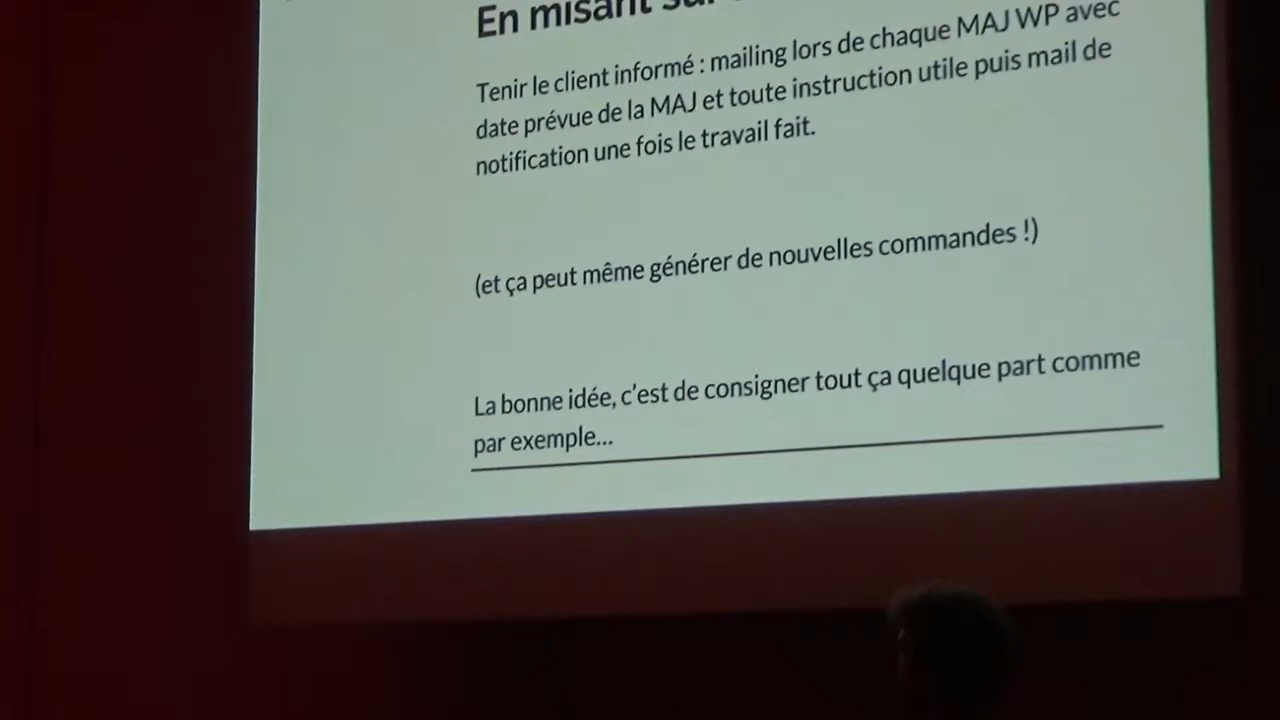 En misant sur
Tenir le client informé : mailing lors de chaque MAJ WP avec
date prévue de la MAJ et toute instruction utile puis mail de
notification une fois le travail fait.
(et ça peut même générer de nouvelles commandes !)
La bonne idée, c'est de consigner tout ça quelque part comme
par exemple...